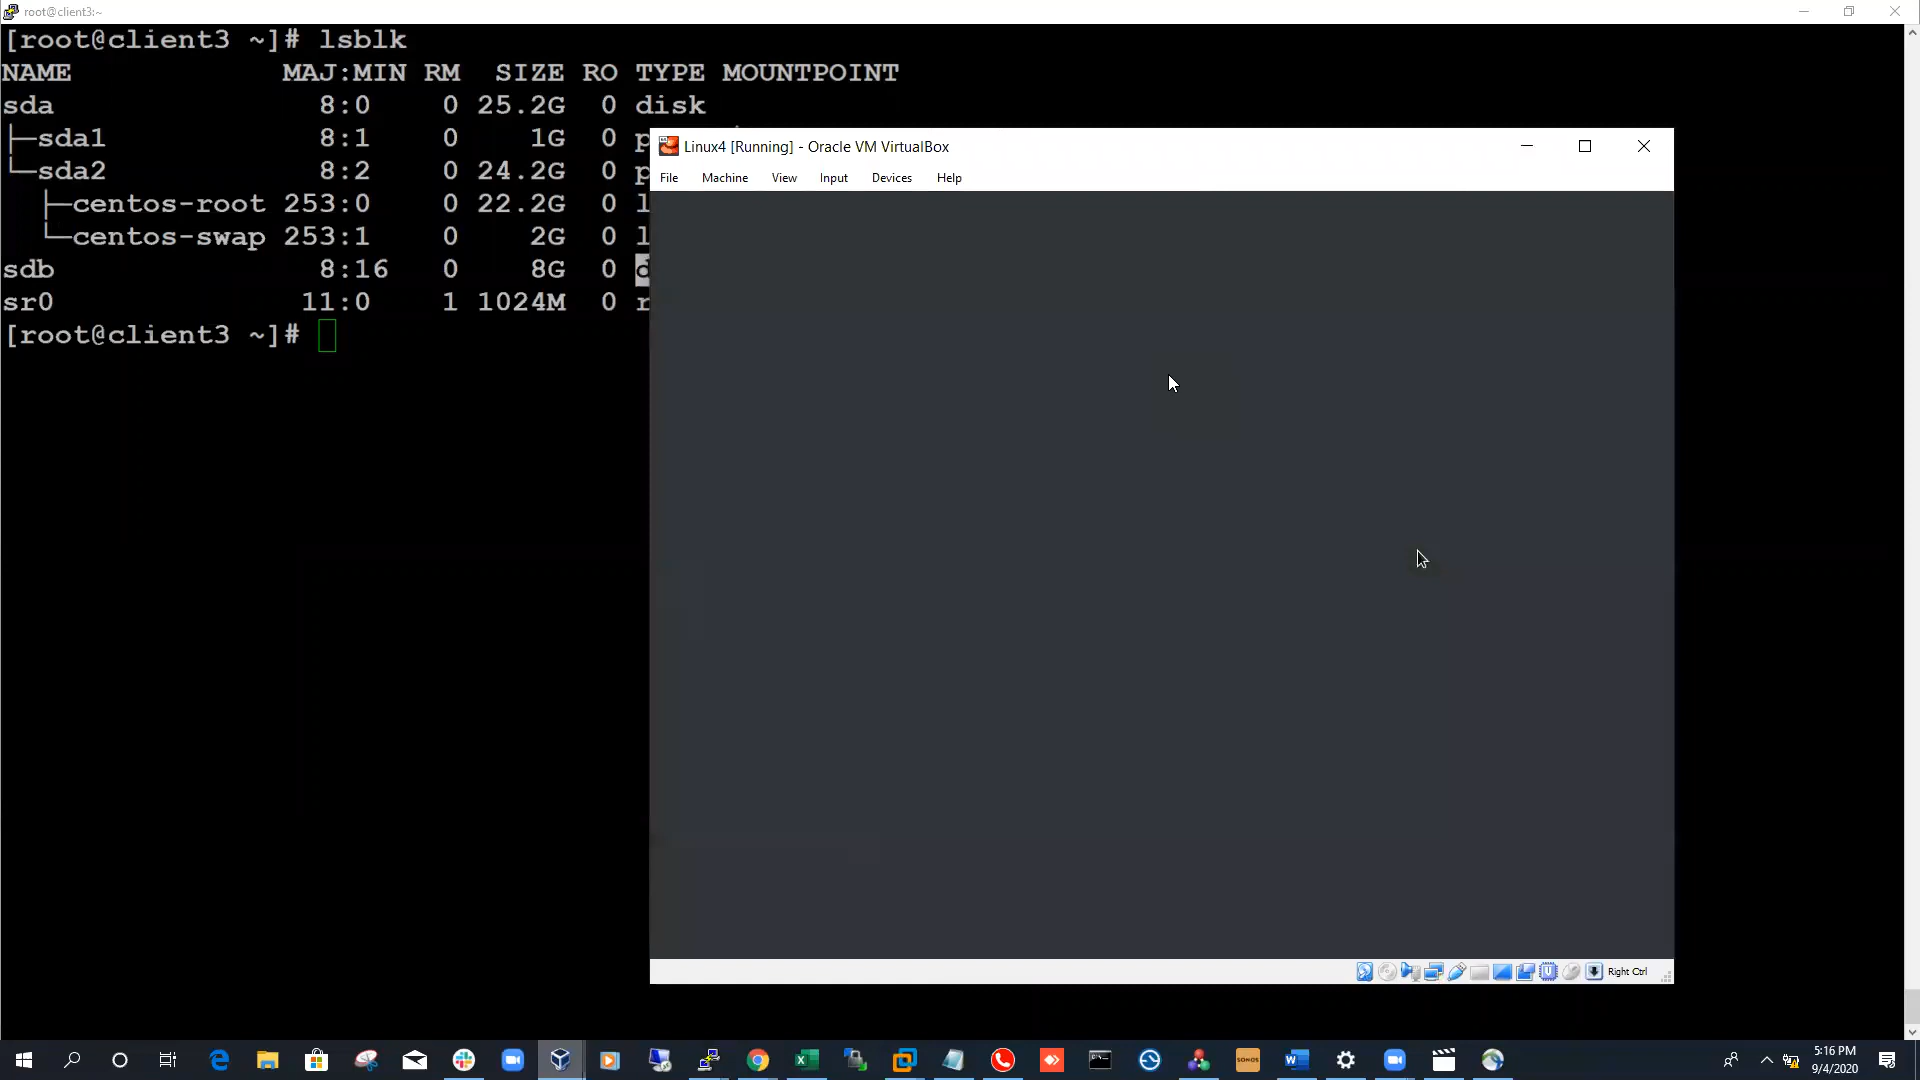 root@client3:~
[root@client3 ~]# lsblk
NAME MAJ:MIN RM SIZE RO TYPE MOUNTPOINT
sda 8:0 0 25.2G 0 disk
├─sda1 8:1 0 1G 0 p
└─sda2 8:2 0 24.2G 0 p
├─centos-root 253:0 0 22.2G 0 l
└─centos-swap 253:1 0 2G 0 l
sdb 8:16 0 8G 0 d
sr0 11:0 1 1024M 0 r
[root@client3 ~]#
Linux4 [Running] - Oracle VM VirtualBox
File Machine View Input Devices Help
Right Ctrl
SONOS
5:16 PM
9/4/2020